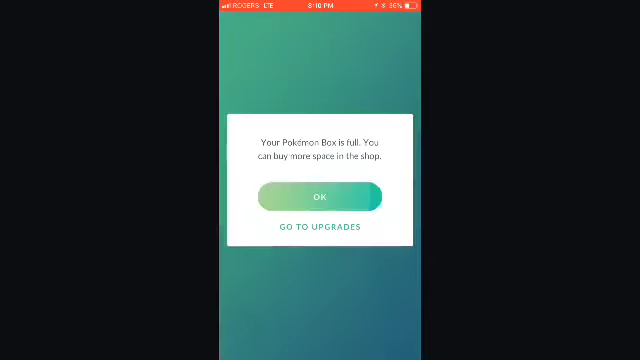 ROGERS LTE 8:10 PM 36%
Your Pokémon Box is full. You
can buy more space in the shop.
OK
GO TO UPGRADES